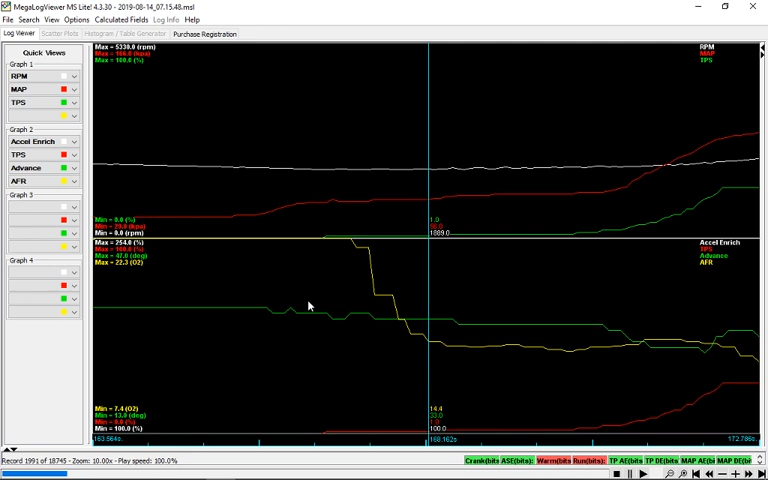 MegaLogViewer MS Lite! 4.3.30 - 2019-08-14_07.15.48.msl
File Search View Options Calculated Fields Log Info Help
Log Viewer Scatter Plots Histogram / Table Generator Purchase Registration
Quick Views
Graph 1
RPM
MAP
TPS
Graph 2
Accel Enrich
TPS
Advance
AFR
Graph 3
Graph 4
Max = 5330.0 (rpm)
Max = 100.0 (%)
RPM
MAP
TPS
Min = 0.0 (%)
Min = 0.0 (rpm)
1.0
1889.0
Max = 254.0 (%)
Max = 100.0 (%)
Max = 47.0 (deg)
Max = 22.3 (O2)
Accel Enrich
TPS
Advance
AFR
Min = 7.4 (O2)
Min = 13.0 (deg)
Min = 0.0 (%)
Min = 100.0 (%)
14.4
33.0
1.0
100.0
163.564s
168.162s
172.786s
Record 1991 of 18745 - Zoom: 10.00x - Play speed: 100.0%
Crank(bits ASE(bits): Warm(bits Run(bits): TP AE(bits TP DE(bits MAP AE(bi MAP DE(bi